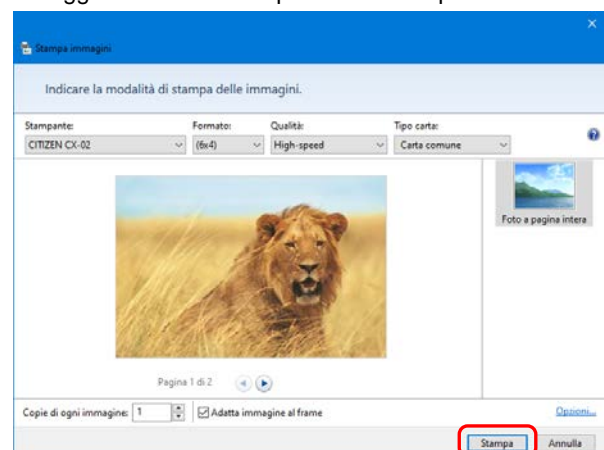 Stampa immagini
Indicare la modalità di stampa delle immagini.
Stampante: Formato: Qualità: Tipo carta:
CITIZEN CX-02 (6x4) High-speed Carta comune
Foto a pagina intera
Pagina 1 di 2
Copie di ogni immagine: 1 Adatta immagine al frame Opzioni...
Stampa Annulla